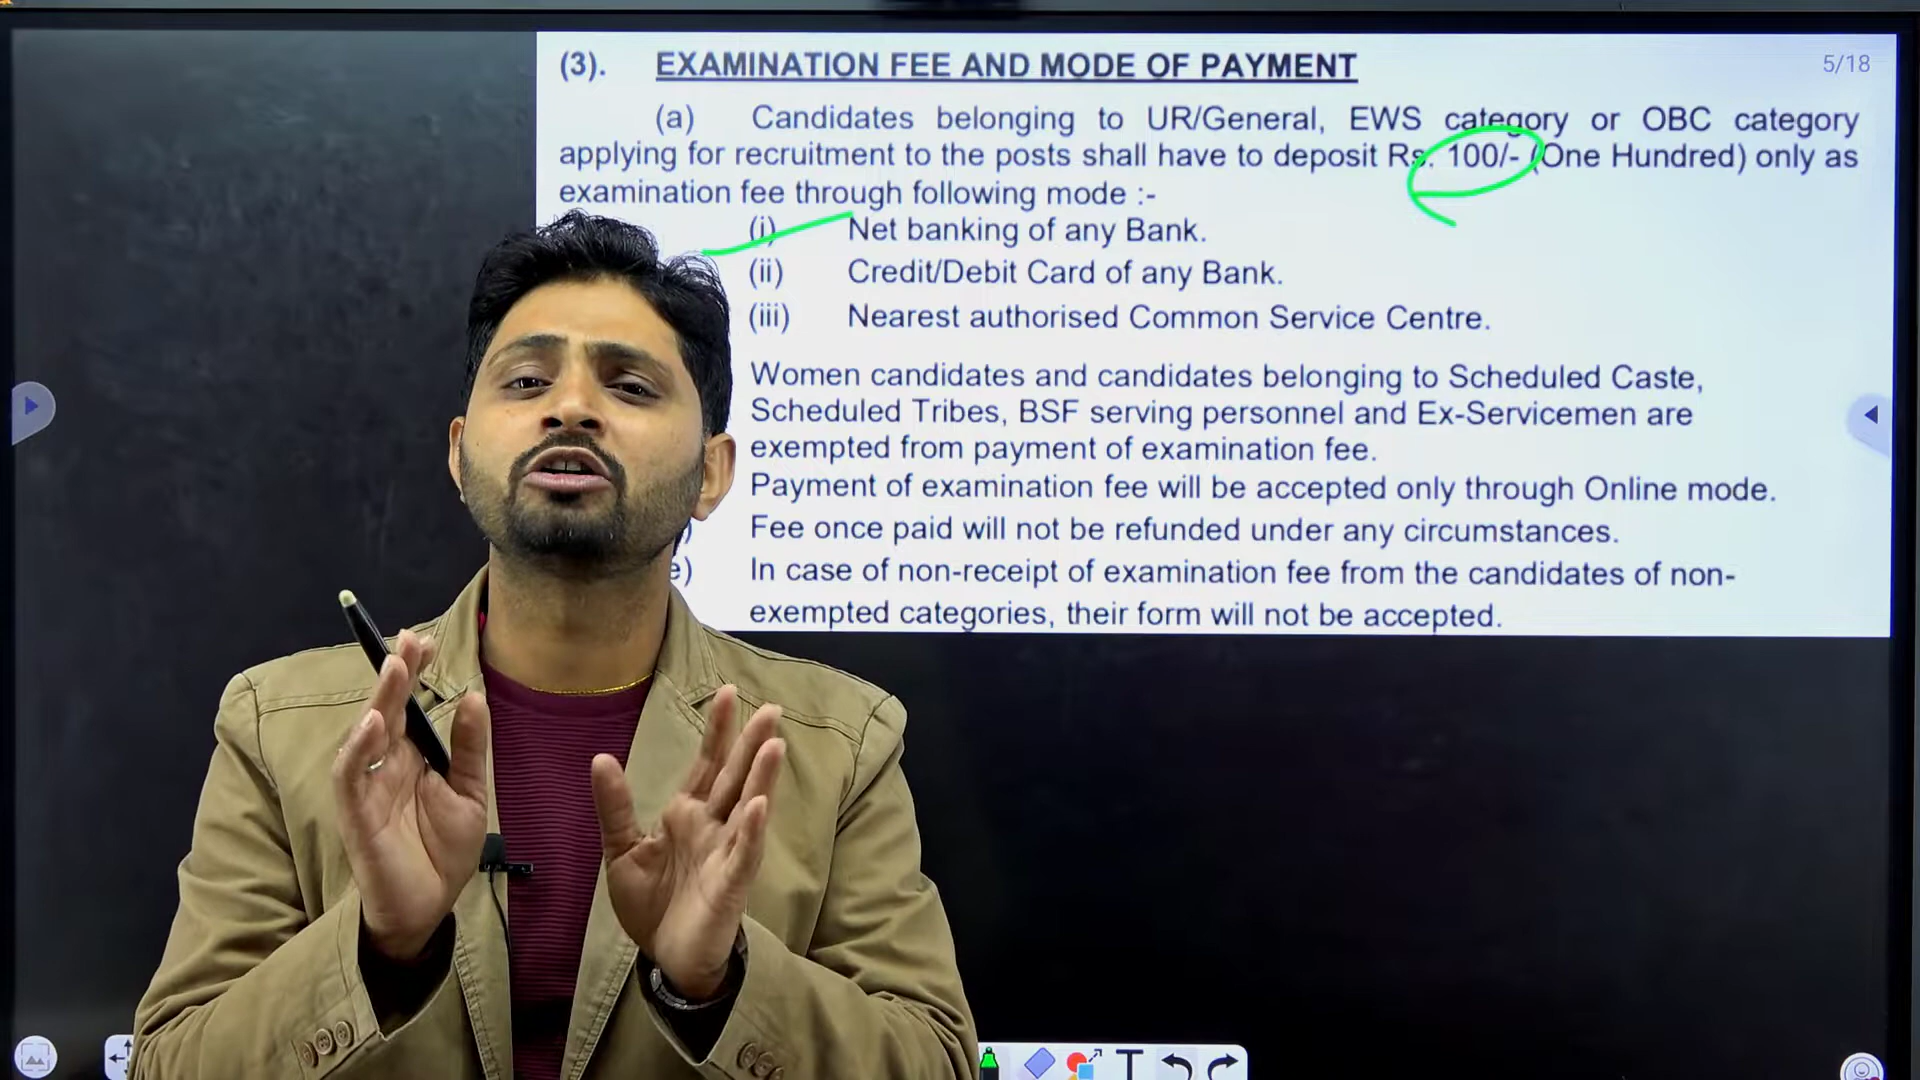 (3). EXAMINATION FEE AND MODE OF PAYMENT
5/18
(a) Candidates belonging to UR/General, EWS category or OBC category
applying for recruitment to the posts shall have to deposit Rs. 100/- (One Hundred) only as
examination fee through following mode :-
(i) Net banking of any Bank.
(ii) Credit/Debit Card of any Bank.
(iii) Nearest authorised Common Service Centre.
Women candidates and candidates belonging to Scheduled Caste,
Scheduled Tribes, BSF serving personnel and Ex-Servicemen are
exempted from payment of examination fee.
Payment of examination fee will be accepted only through Online mode.
) Fee once paid will not be refunded under any circumstances.
e) In case of non-receipt of examination fee from the candidates of non-
exempted categories, their form will not be accepted.
T